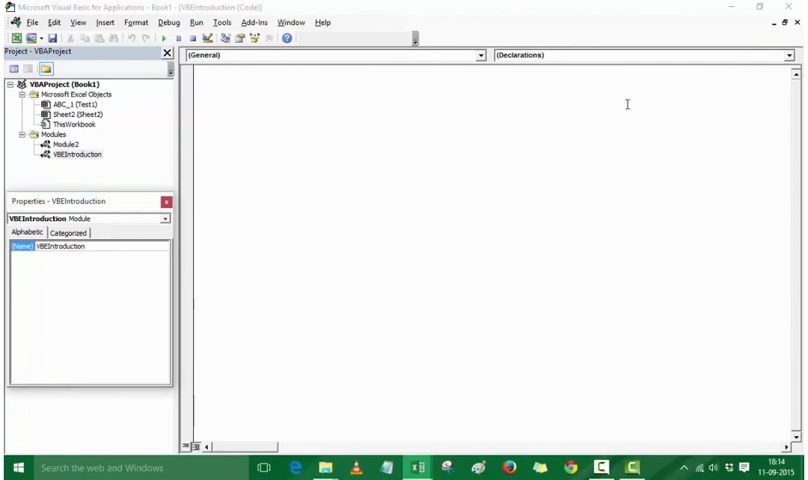 Microsoft Visual Basic for Applications - Book1 - [VBEIntroduction (Code)]
File Edit View Insert Format Debug Run Tools Add-Ins Window Help
Project - VBAProject
(General) (Declarations)
VBAProject (Book1)
Microsoft Excel Objects
ABC_1 (Test1)
Sheet2 (Sheet2)
ThisWorkbook
Modules
Module2
VBEIntroduction
Properties - VBEIntroduction
VBEIntroduction Module
Alphabetic Categorized
(Name) VBEIntroduction
Search the web and Windows
18:14
11-09-2015